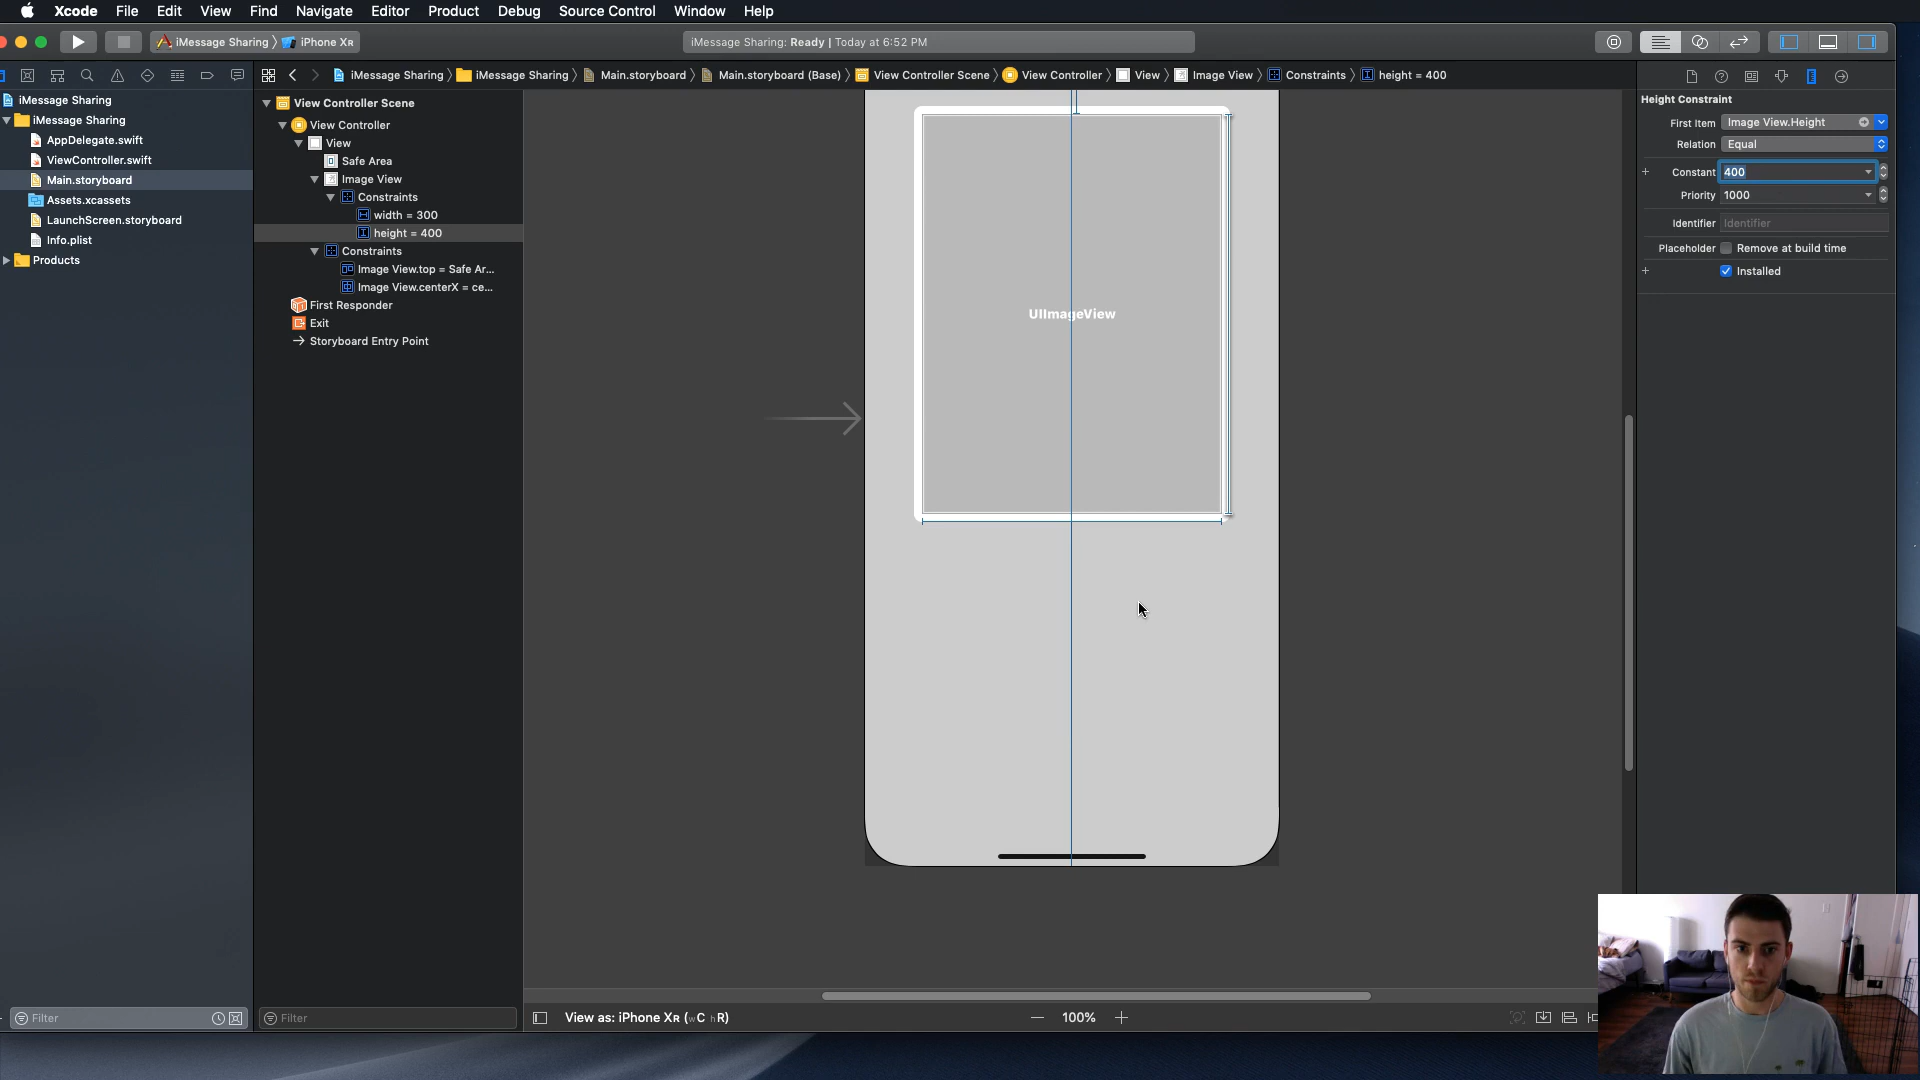 Xcode File Edit View Find Navigate Editor Product Debug Source Control Window Help
iMessage Sharing iPhone XR
iMessage Sharing: Ready | Today at 6:52 PM
iMessage Sharing iMessage Sharing Main.storyboard Main.storyboard (Base) View Controller Scene View Controller View Image View Constraints height = 400
iMessage Sharing
iMessage Sharing
AppDelegate.swift
ViewController.swift
Main.storyboard
Assets.xcassets
LaunchScreen.storyboard
Info.plist
Products
View Controller Scene
View Controller
View
Safe Area
Image View
Constraints
width = 300
height = 400
Constraints
Image View.top = Safe Ar...
Image View.centerX = ce...
First Responder
Exit
Storyboard Entry Point
UIImageView
Height Constraint
First Item Image View.Height
Relation Equal
Constant 400
Priority 1000
Identifier Identifier
Placeholder Remove at build time
Installed
Filter
Filter
View as: iPhone XR (wC hR)
100%